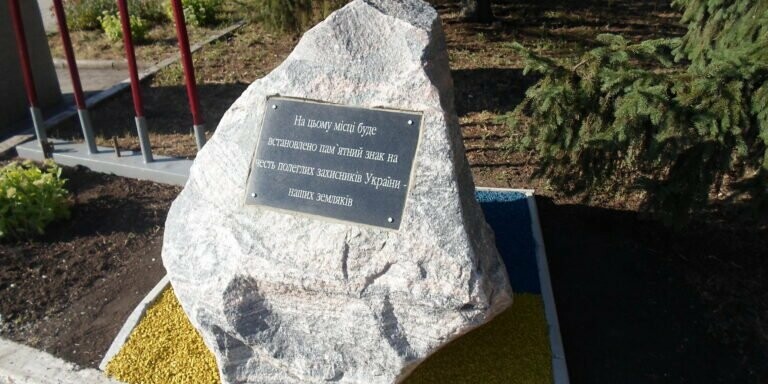 На цьому місці буде
встановлено пам`ятний знак на
честь полеглих захисників України -
наших земляків